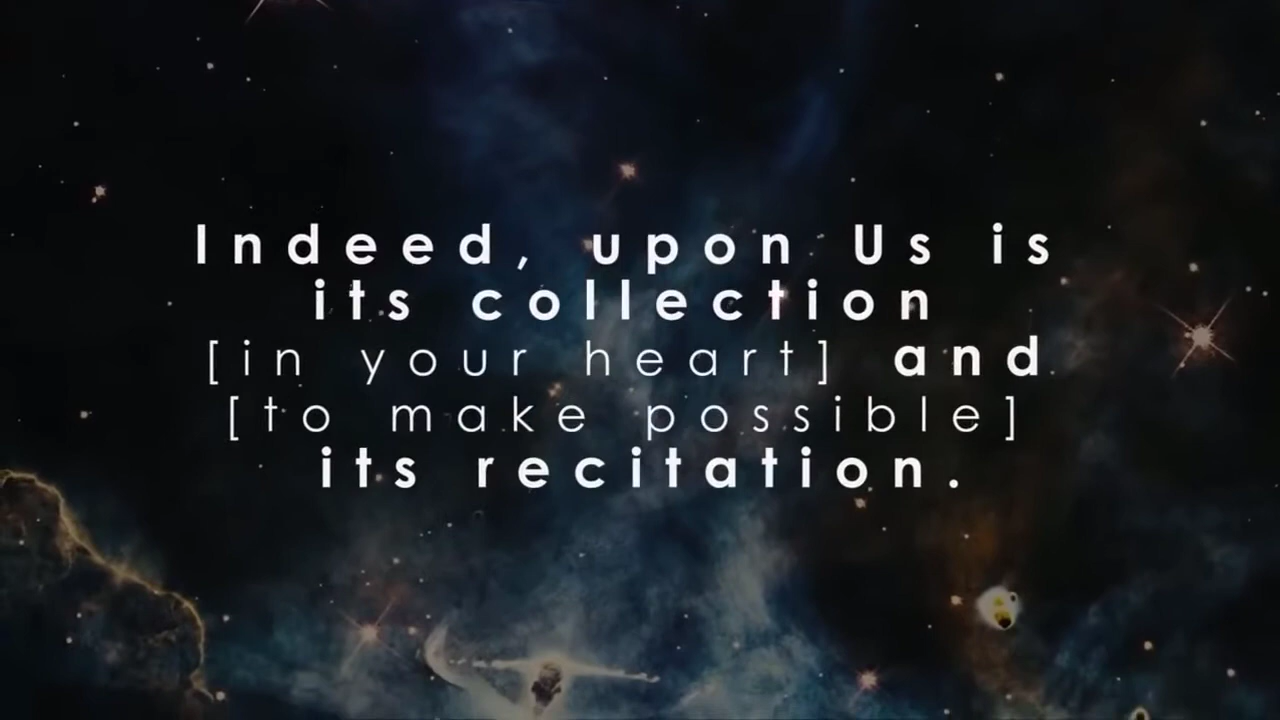 Indeed, upon Us is
its collection
[in your heart] and
[to make possible]
its recitation.